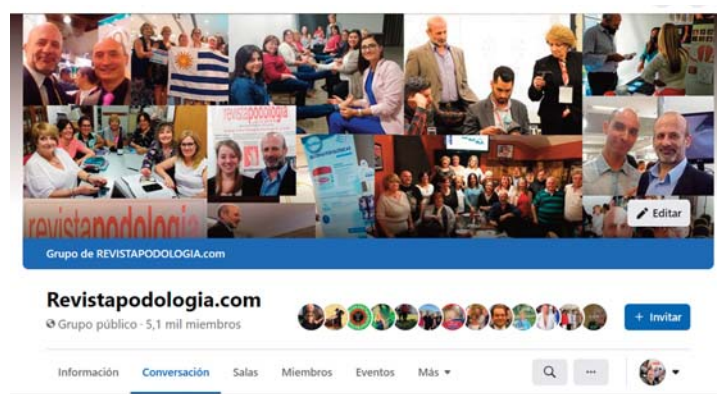 revistapodologia
revistapodologia
Editar
Grupo de REVISTAPODOLOGIA.com
Revistapodologia.com
Grupo público · 5,1 mil miembros
+ Invitar
Información Conversación Salas Miembros Eventos Más